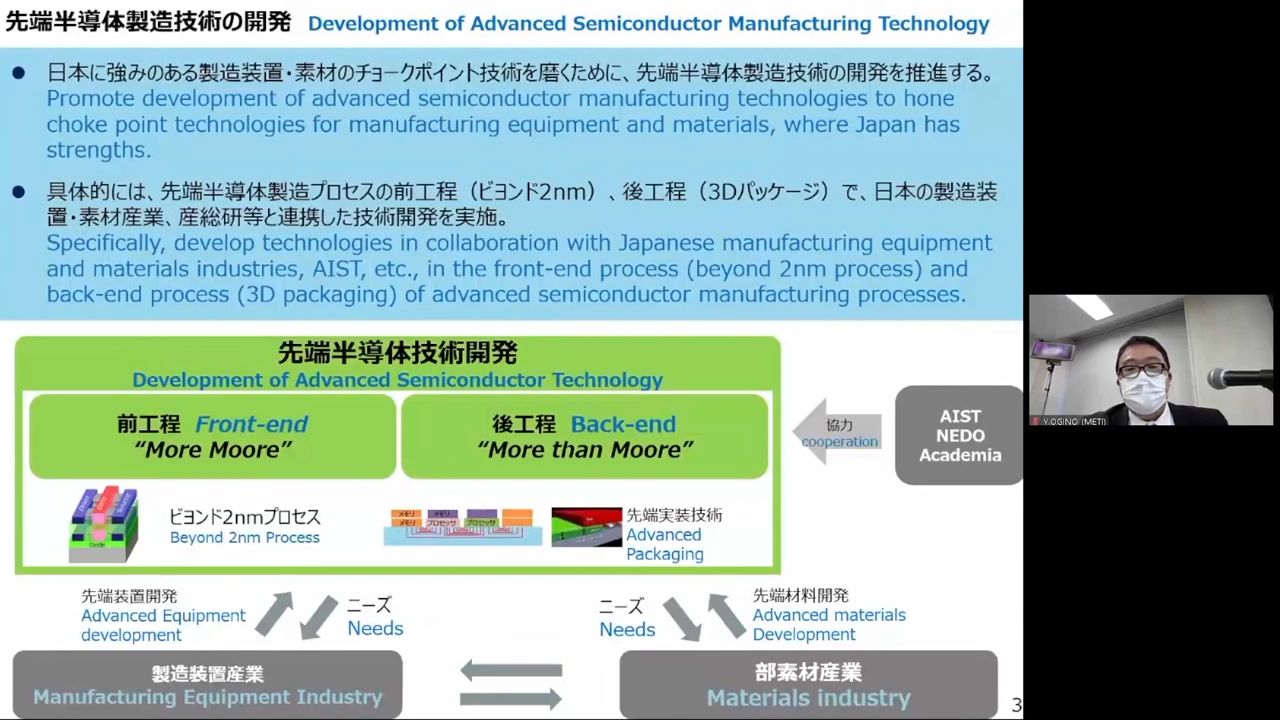 先端半導体製造技術の開発 Development of Advanced Semiconductor Manufacturing Technology
● 日本に強みのある製造装置・素材のチョークポイント技術を磨くために、先端半導体製造技術の開発を推進する。
Promote development of advanced semiconductor manufacturing technologies to hone
choke point technologies for manufacturing equipment and materials, where Japan has
strengths.
● 具体的には、先端半導体製造プロセスの前工程（ビヨンド2nm）、後工程（3Dパッケージ）で、日本の製造装
置・素材産業、産総研等と連携した技術開発を実施。
Specifically, develop technologies in collaboration with Japanese manufacturing equipment
and materials industries, AIST, etc., in the front-end process (beyond 2nm process) and
back-end process (3D packaging) of advanced semiconductor manufacturing processes.
先端半導体技術開発
Development of Advanced Semiconductor Technology
前工程 Front-end
“More Moore”
後工程 Back-end
“More than Moore”
協力
cooperation
AIST
NEDO
Academia
Oxide
ビヨンド2nmプロセス
Beyond 2nm Process
メモリ メモリ
メモリ プロセッサ プロセッサ
先端実装技術
Advanced
Packaging
先端装置開発
Advanced Equipment
development
ニーズ
Needs
ニーズ
Needs
先端材料開発
Advanced materials
Development
製造装置産業
Manufacturing Equipment Industry
部素材産業
Materials industry
3
Y.OGINO (METI)